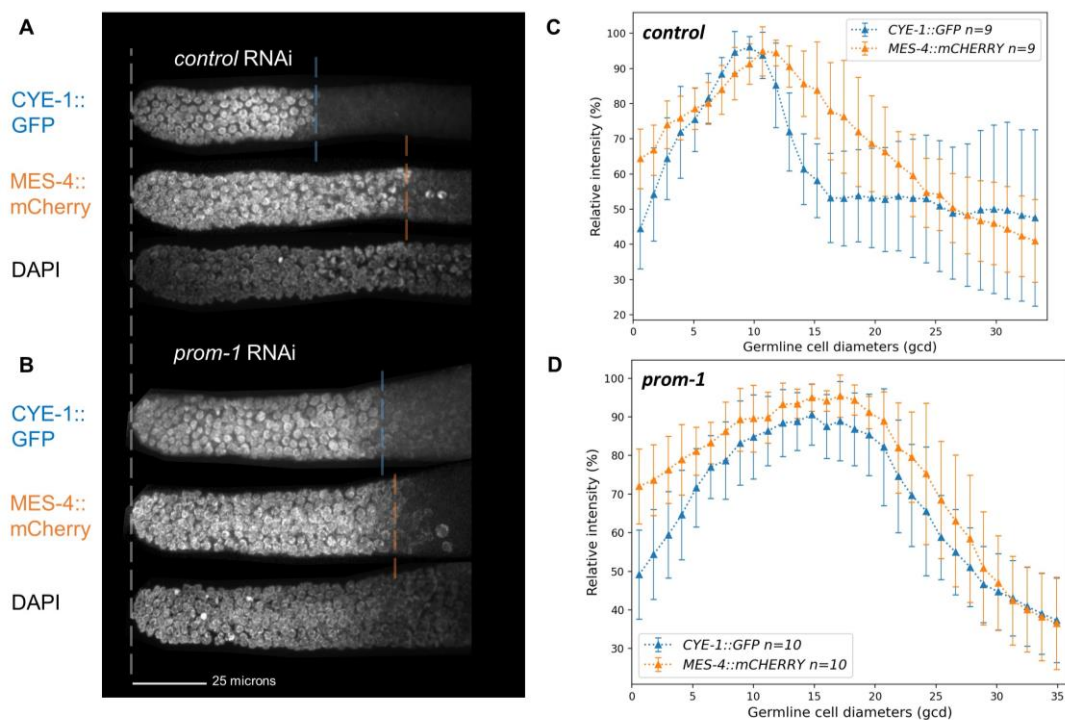 A
control RNAi
CYE-1::
GFP
MES-4::
mCherry
DAPI
B
prom-1 RNAi
CYE-1::
GFP
MES-4::
mCherry
DAPI
25 microns
C
control
CYE-1::GFP n=9
MES-4::mCHERRY n=9
Relative intensity (%)
100
90
80
70
60
50
40
30
20
0 5 10 15 20 25 30
Germline cell diameters (gcd)
D
prom-1
CYE-1::GFP n=10
MES-4::mCHERRY n=10
Relative intensity (%)
100
90
80
70
60
50
40
30
0 5 10 15 20 25 30 35
Germline cell diameters (gcd)